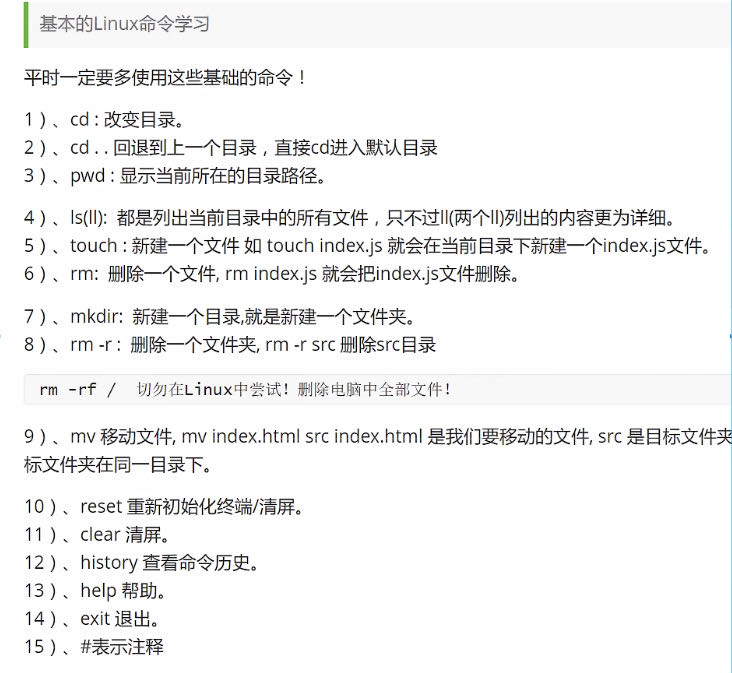 基本的Linux命令学习
平时一定要多使用这些基础的命令！
1）、cd : 改变目录。
2）、cd . . 回退到上一个目录，直接cd进入默认目录
3）、pwd : 显示当前所在的目录路径。
4）、ls(ll): 都是列出当前目录中的所有文件，只不过ll(两个ll)列出的内容更为详细。
5）、touch : 新建一个文件 如 touch index.js 就会在当前目录下新建一个index.js文件。
6）、rm: 删除一个文件, rm index.js 就会把index.js文件删除。
7）、mkdir: 新建一个目录,就是新建一个文件夹。
8）、rm -r : 删除一个文件夹, rm -r src 删除src目录
rm -rf / 切勿在Linux中尝试！删除电脑中全部文件！
9）、mv 移动文件, mv index.html src index.html 是我们要移动的文件, src 是目标文件夹
标文件夹在同一目录下。
10）、reset 重新初始化终端/清屏。
11）、clear 清屏。
12）、history 查看命令历史。
13）、help 帮助。
14）、exit 退出。
15）、#表示注释